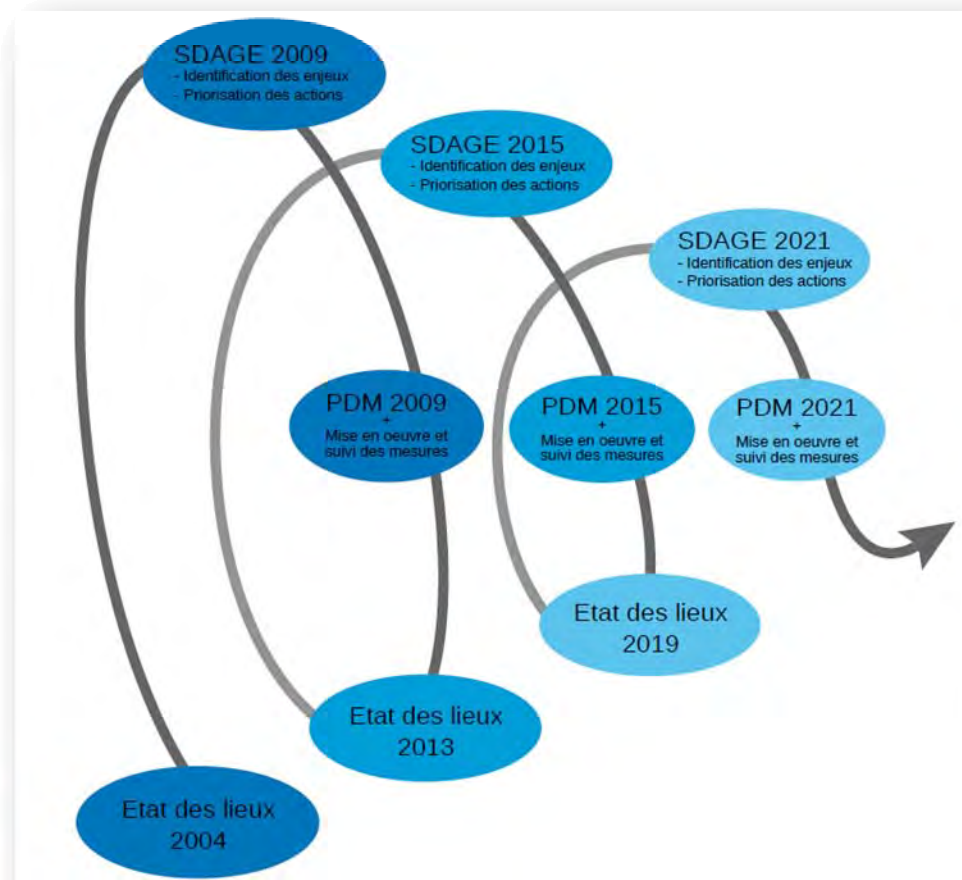 SDAGE 2009
- Identification des enjeux
- Priorisation des actions
SDAGE 2015
- Identification des enjeux
- Priorisation des actions
SDAGE 2021
- Identification des enjeux
- Priorisation des actions
PDM 2009
+
Mise en oeuvre et
suivi des mesures
PDM 2015
+
Mise en oeuvre et
suivi des mesures
PDM 2021
+
Mise en oeuvre et
suivi des mesures
Etat des lieux
2019
Etat des lieux
2013
Etat des lieux
2004